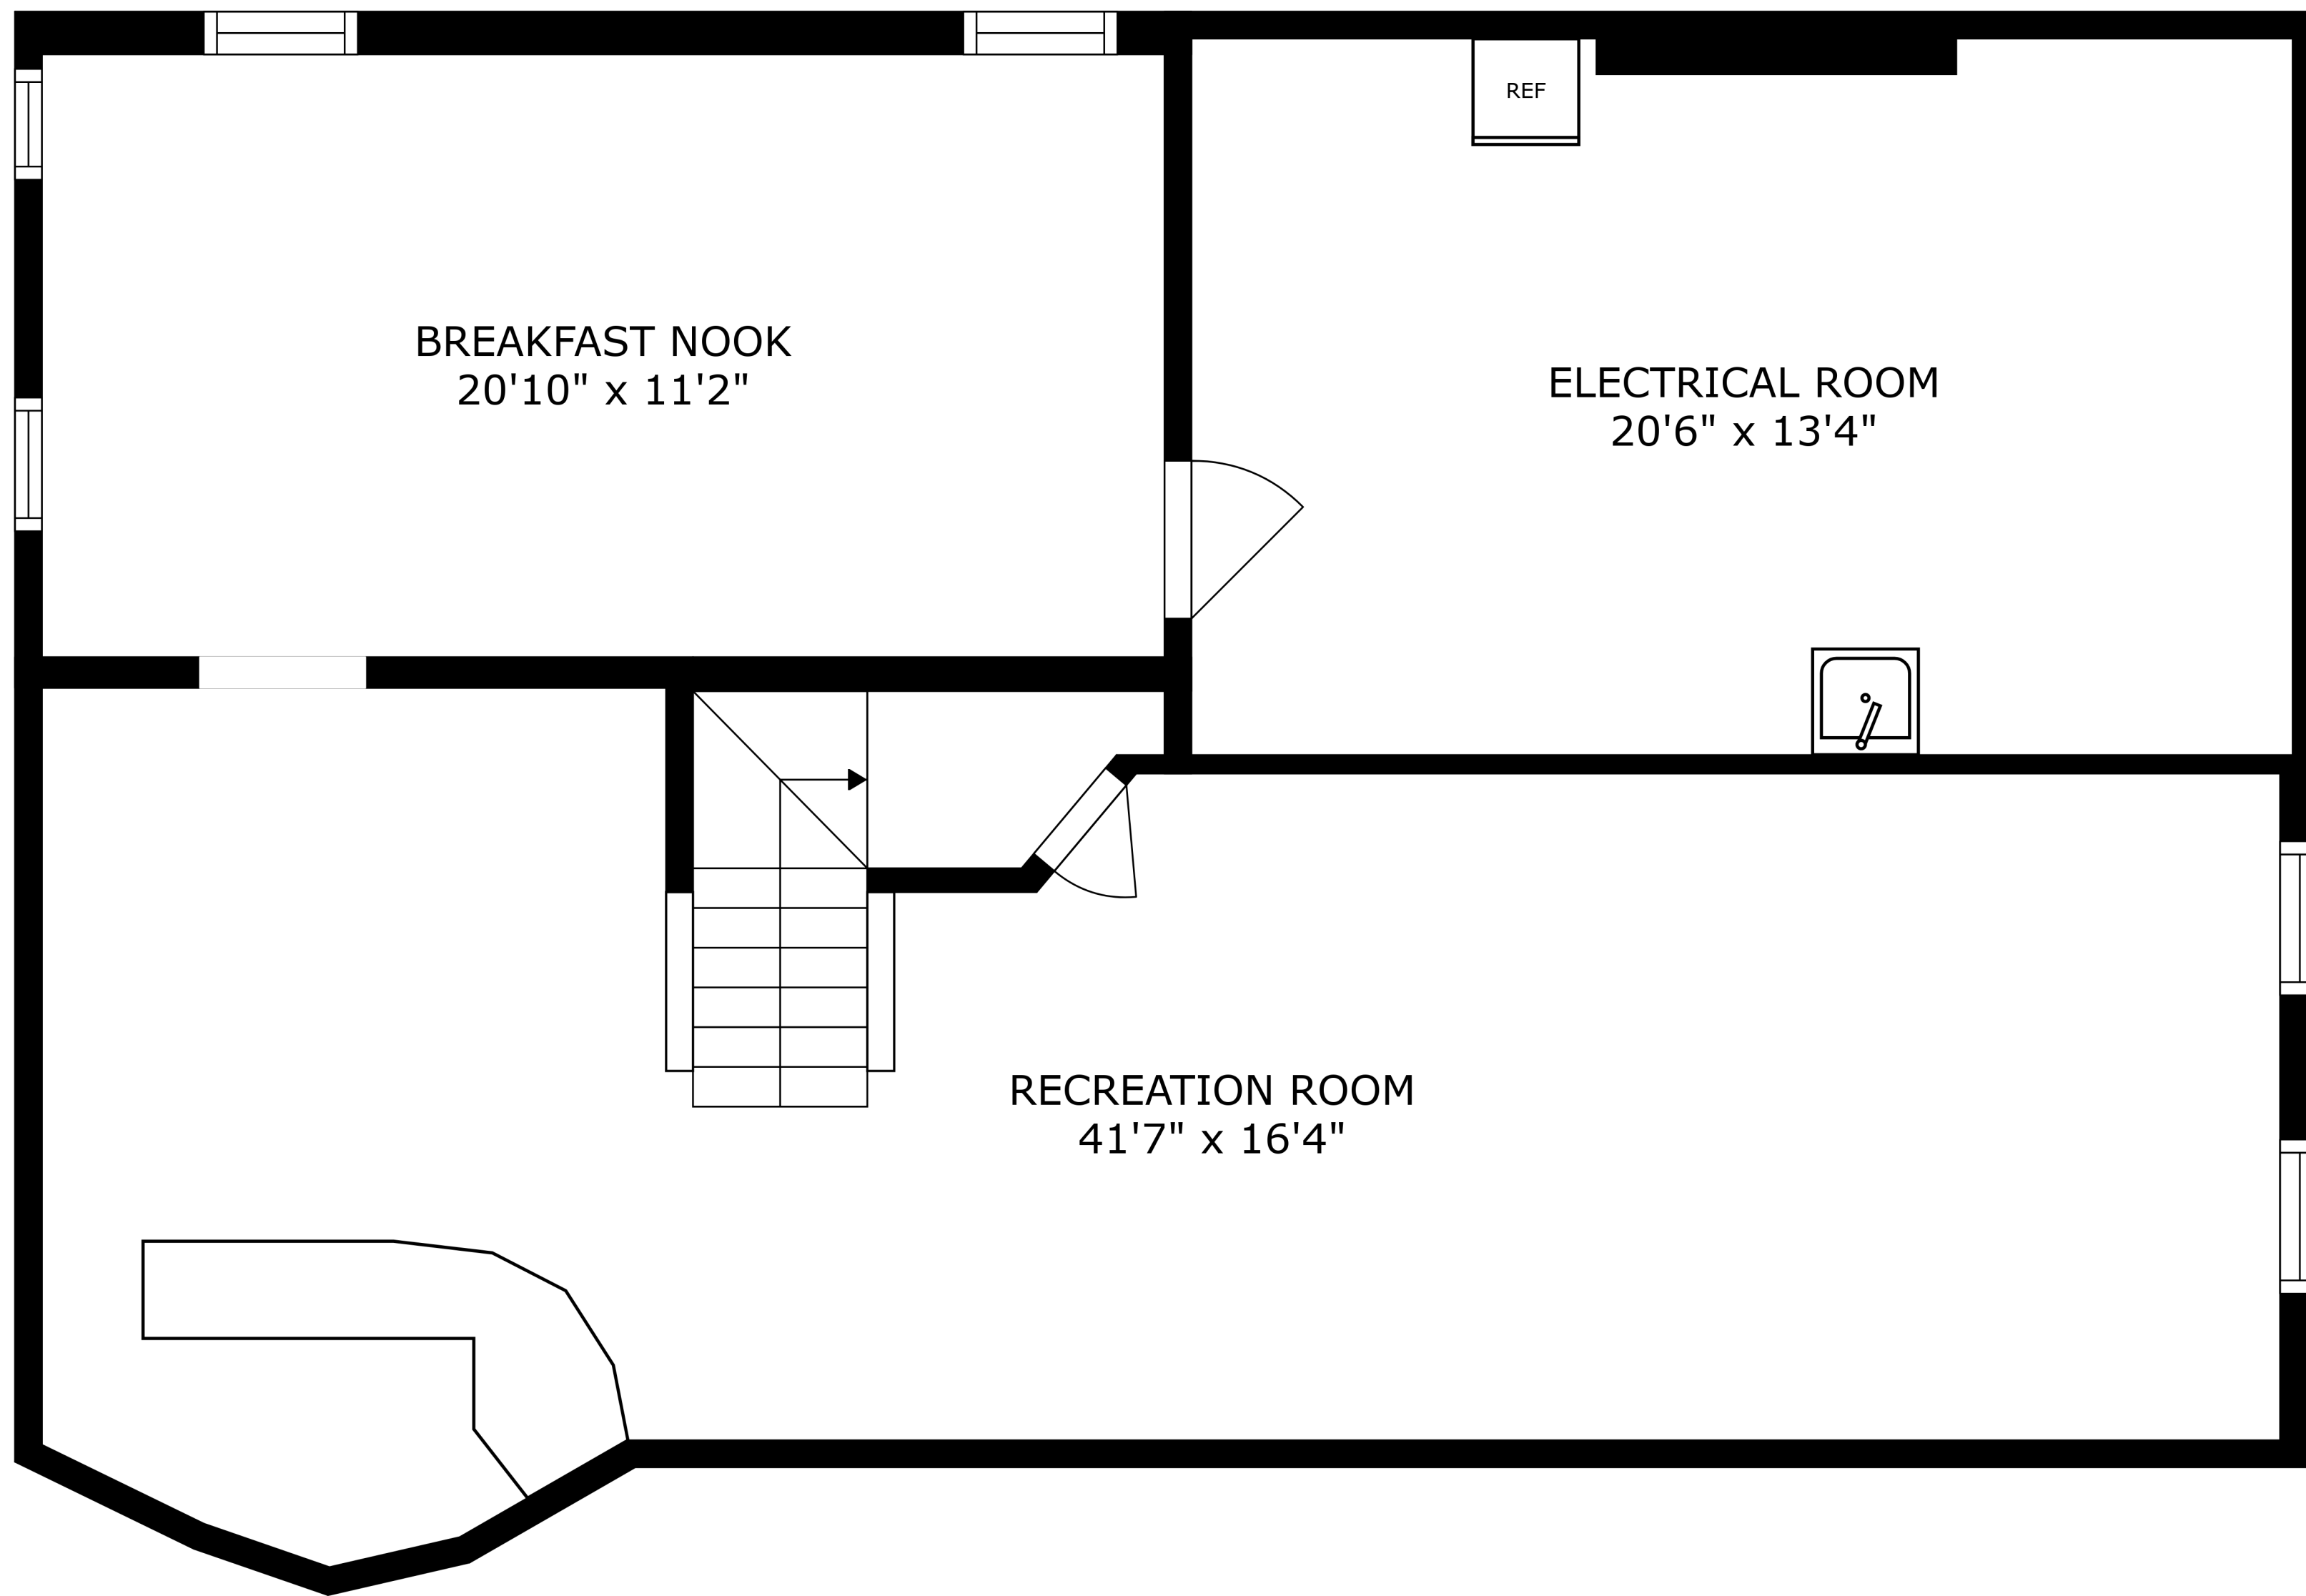 REF
BREAKFAST NOOK
20'10" x 11'2"
ELECTRICAL ROOM
20'6" x 13'4"
RECREATION ROOM
41'7" x 16'4"